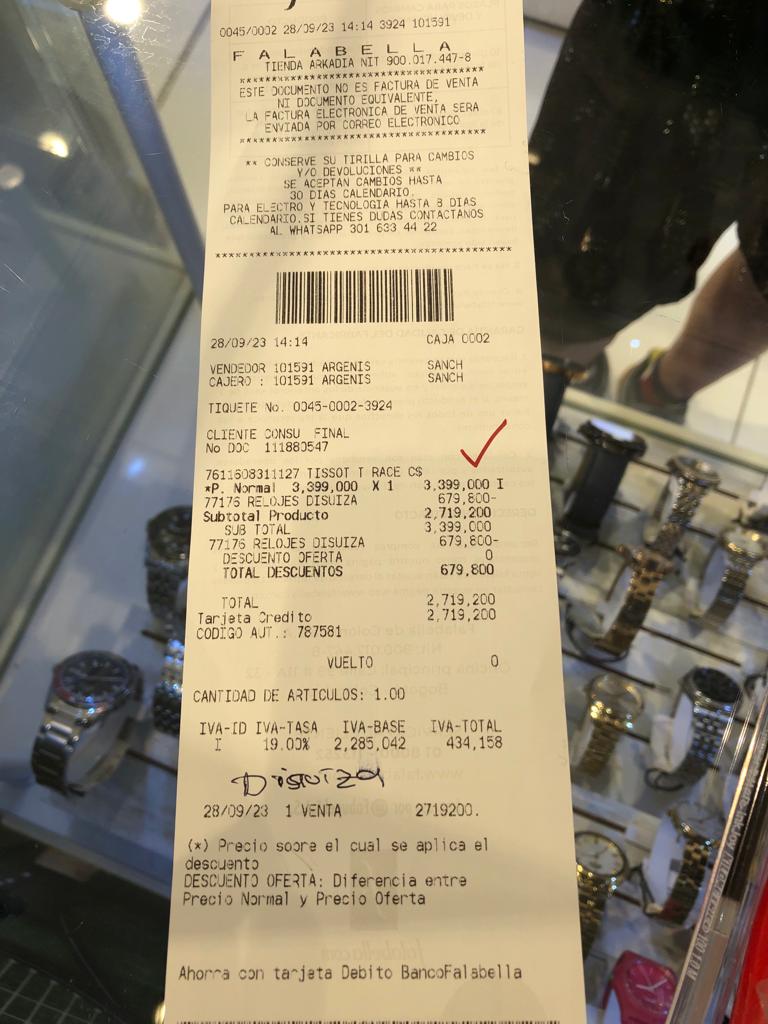 0045/0002 28/09/23 14:14 3924 101591
F A L A B E L L A
TIENDA ARKADIA NIT 900.017.447-8
****************************************
ESTE DOCUMENTO NO ES FACTURA DE VENTA
NI DOCUMENTO EQUIVALENTE,
LA FACTURA ELECTRONICA DE VENTA SERA
ENVIADA POR CORREO ELECTRONICO
****************************************
** CONSERVE SU TIRILLA PARA CAMBIOS
Y/O DEVOLUCIONES **
SE ACEPTAN CAMBIOS HASTA
30 DIAS CALENDARIO.
PARA ELECTRO Y TECNOLOGIA HASTA 8 DIAS
CALENDARIO.SI TIENES DUDAS CONTACTANOS
AL WHATSAPP 301 633 44 22
****************************************
28/09/23 14:14 CAJA 0002
VENDEDOR 101591 ARGENIS SANCH
CAJERO : 101591 ARGENIS SANCH
TIQUETE No. 0045-0002-3924
CLIENTE CONSU FINAL
No DOC 111880547
7611608311127 TISSOT T RACE C$
*P. Normal 3,399,000 X 1 3,399,000 I
77176 RELOJES DISUIZA 679,800-
Subtotal Producto 2,719,200
SUB TOTAL 3,399,000
77176 RELOJES DISUIZA 679,800-
DESCUENTO OFERTA 0
TOTAL DESCUENTOS 679,800
TOTAL 2,719,200
Tarjeta Credito 2,719,200
CODIGO AUT.: 787581
VUELTO 0
CANTIDAD DE ARTICULOS: 1.00
IVA-ID IVA-TASA IVA-BASE IVA-TOTAL
I 19.00% 2,285,042 434,158
Disuiza
28/09/23 1 VENTA 2719200.
(*) Precio sobre el cual se aplica el
descuento
DESCUENTO OFERTA: Diferencia entre
Precio Normal y Precio Oferta
Ahorra con tarjeta Debito BancoFalabella